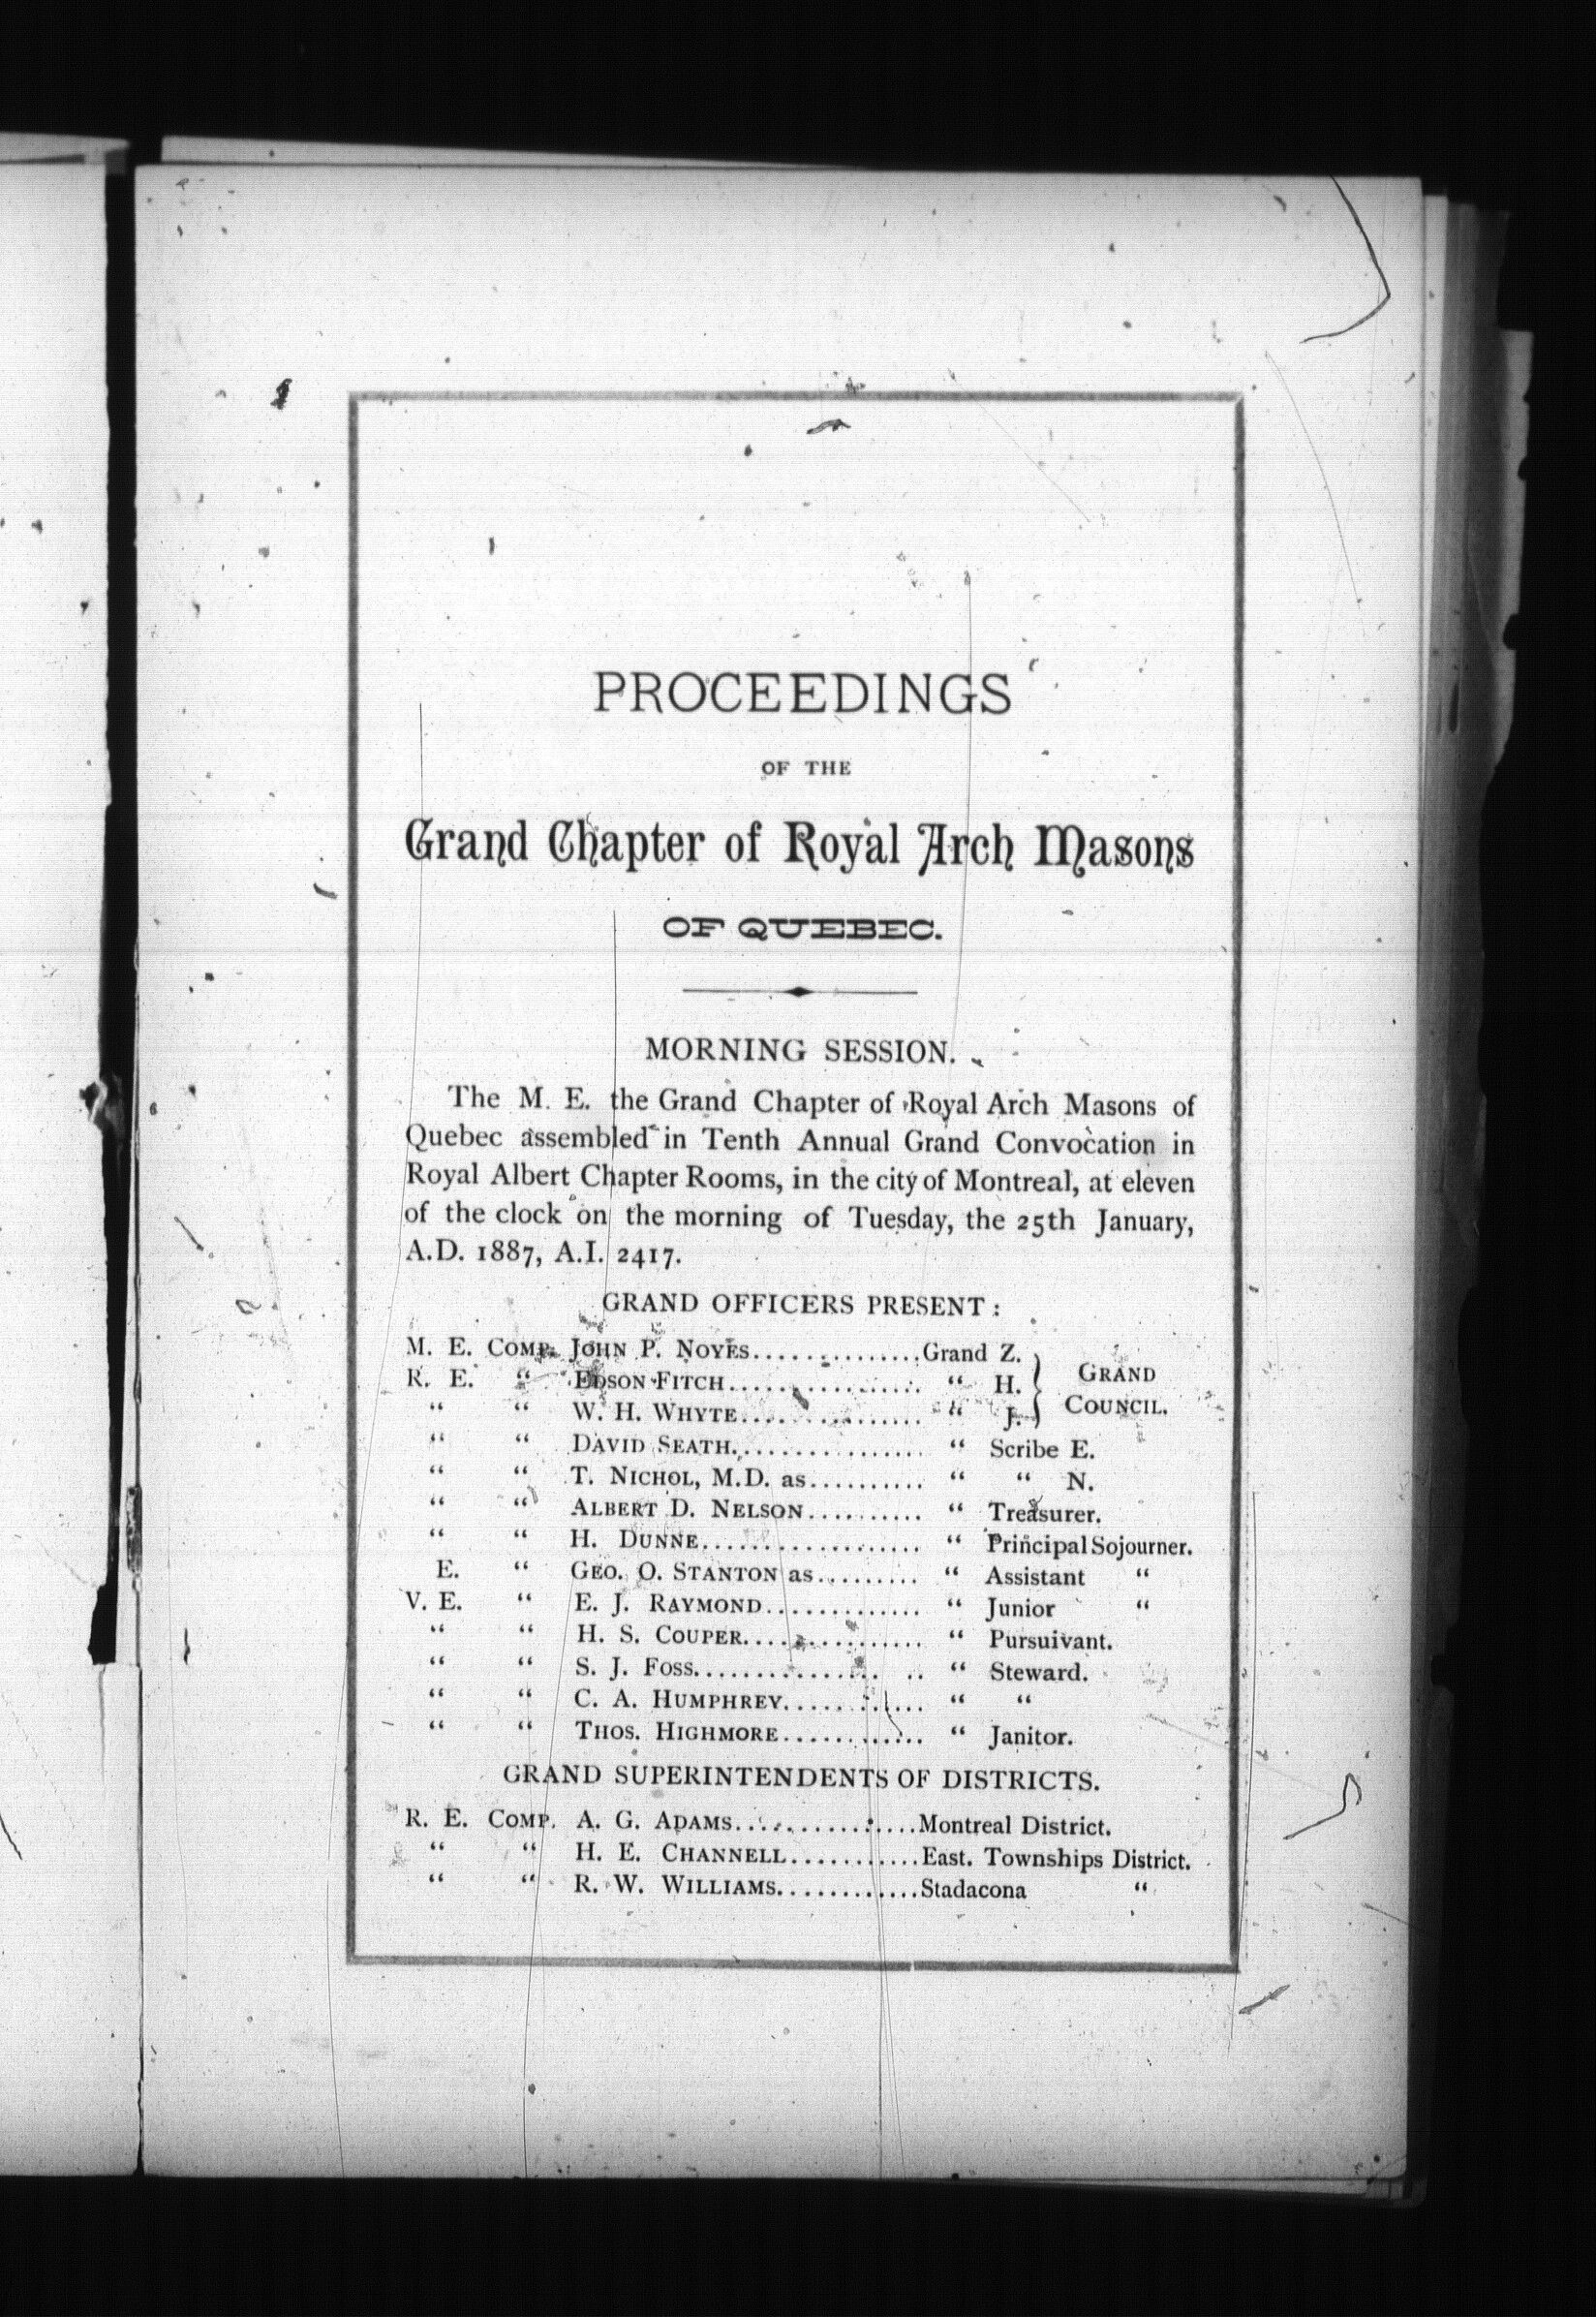 PROCEEDINGS
OF THE
Grand Chapter of Royal Arch Masons
OF QUEBEC.
MORNING SESSION.
The M. E. the Grand Chapter of Royal Arch Masons of
Quebec assembled in Tenth Annual Grand Convocation in
Royal Albert Chapter Rooms, in the city of Montreal, at eleven
of the clock on the morning of Tuesday, the 25th January,
A.D. 1887, A.I. 2417.
GRAND OFFICERS PRESENT:
M. E. COMP. JOHN P. NOYES..............Grand Z. } GRAND COUNCIL.
R. E. “ EDSON FITCH................ “ H.
“ “ W. H. WHYTE............... “ J.
“ “ DAVID SEATH................ “ Scribe E.
“ “ T. NICHOL, M.D. as.......... “ “ N.
“ “ ALBERT D. NELSON.......... “ Treasurer.
“ “ H. DUNNE................... “ Principal Sojourner.
E. “ GEO. O. STANTON as......... “ Assistant “
V. E. “ E. J. RAYMOND.............. “ Junior “
“ “ H. S. COUPER................ “ Pursuivant.
“ “ S. J. FOSS............... .. “ Steward.
“ “ C. A. HUMPHREY............ “ “
“ “ THOS. HIGHMORE............ “ Janitor.
GRAND SUPERINTENDENTS OF DISTRICTS.
R. E. COMP. A. G. ADAMS...............Montreal District.
“ “ H. E. CHANNELL...........East. Townships District.
“ “ R. W. WILLIAMS............Stadacona “